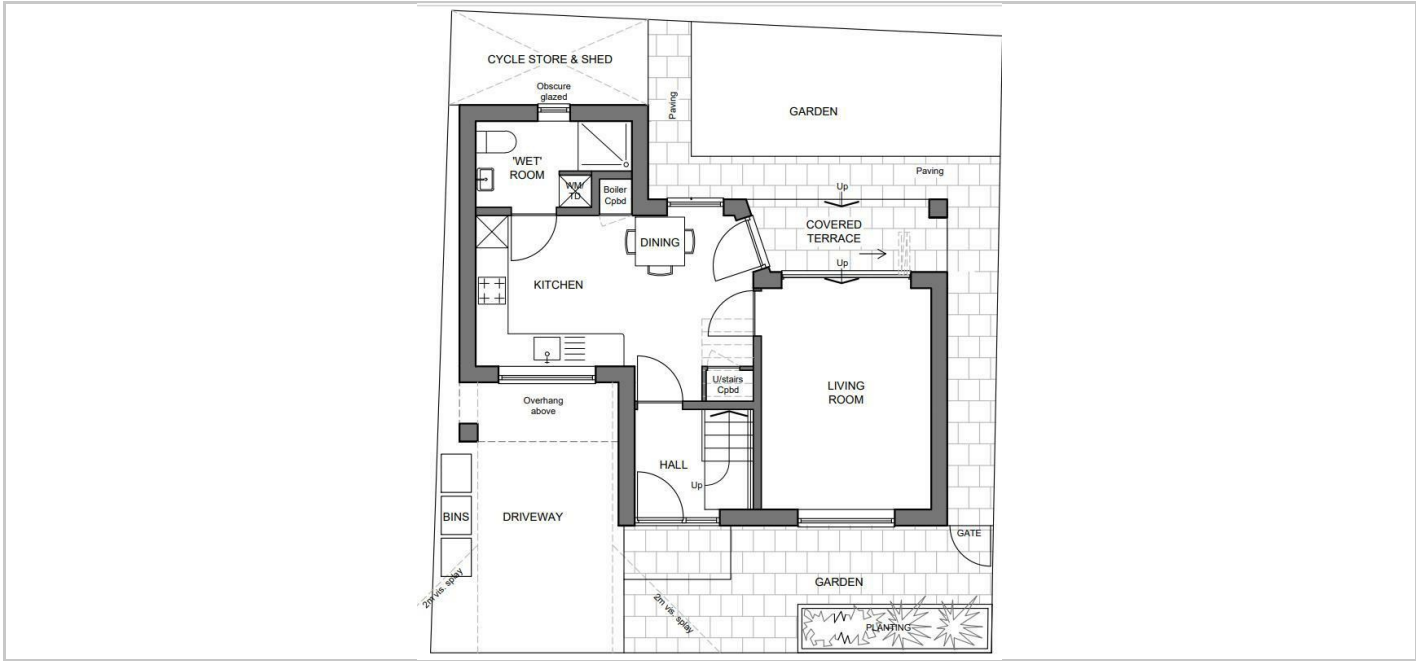 CYCLE STORE & SHED
Obscure
glazed
Paving
GARDEN
'WET'
ROOM
WM/
TD
Boiler
Cpbd
Paving
Up
COVERED
TERRACE
DINING
Up
KITCHEN
U/stairs
Cpbd
LIVING
ROOM
Overhang
above
HALL
Up
BINS
DRIVEWAY
GATE
GARDEN
2m vis. splay
2m vis. splay
PLANTING